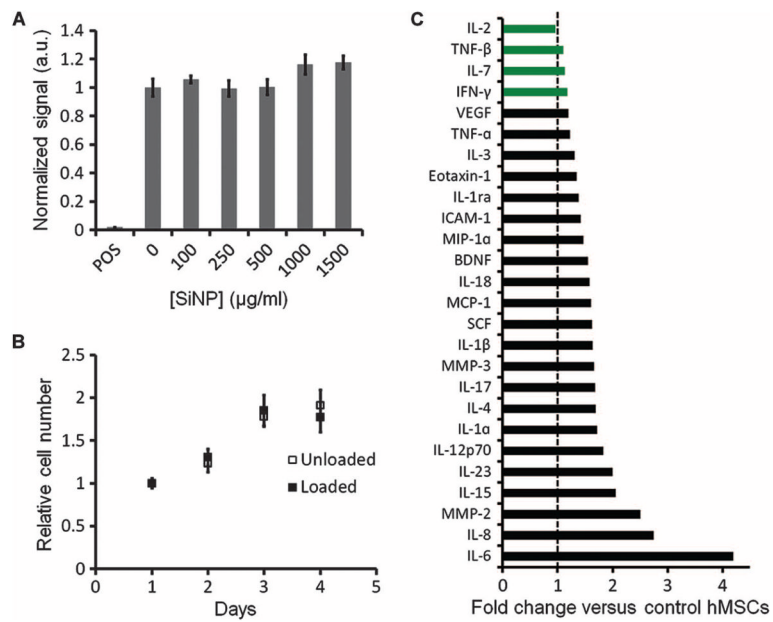 A
Normalized signal (a.u.)
1.4
1.2
1
0.8
0.6
0.4
0.2
0
POS
0
100
250
500
1000
1500
[SiNP] (μg/ml)
B
Relative cell number
2.5
2
1.5
1
0.5
0
0
1
2
3
4
5
Days
Unloaded
Loaded
C
IL-2
TNF-β
IL-7
IFN-γ
VEGF
TNF-α
IL-3
Eotaxin-1
IL-1ra
ICAM-1
MIP-1α
BDNF
IL-18
MCP-1
SCF
IL-1β
MMP-3
IL-17
IL-4
IL-1α
IL-12p70
IL-23
IL-15
MMP-2
IL-8
IL-6
0
1
2
3
4
Fold change versus control hMSCs